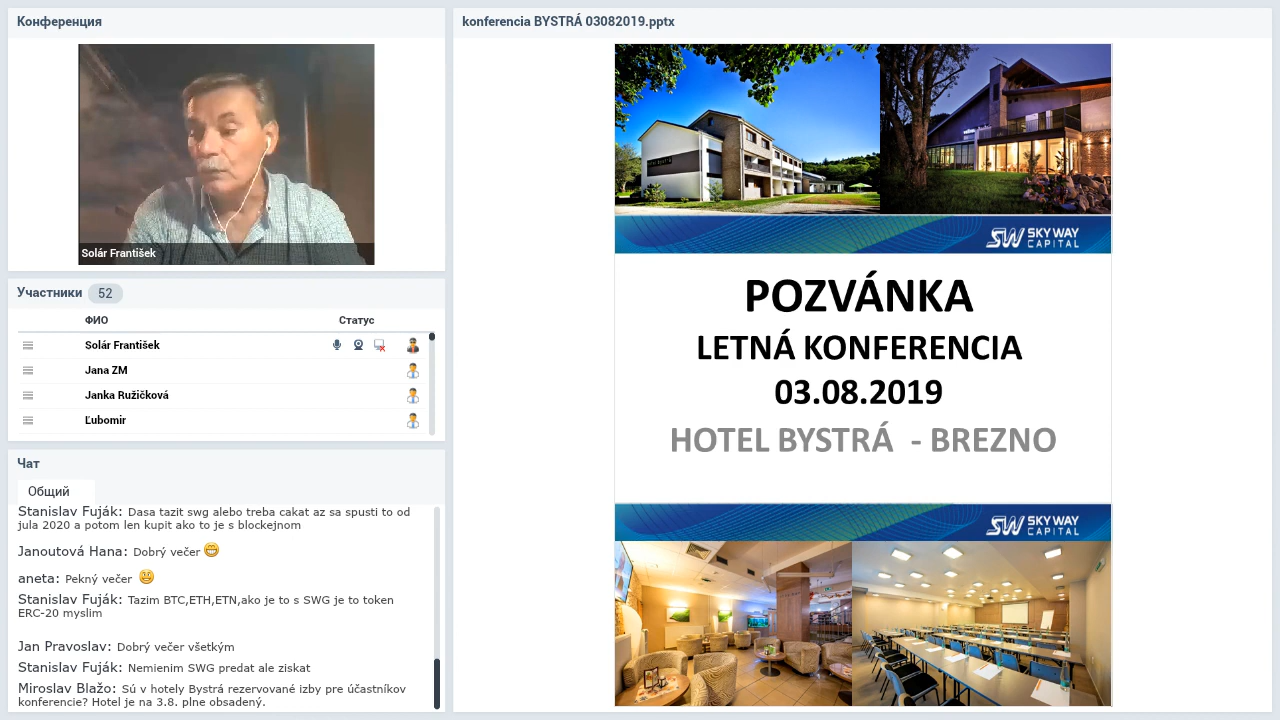 Конференция
Solár František
Участники 52
ФИО Статус
Solár František
Jana ZM
Janka Ružičková
Ľubomir
Чат
Общий
Stanislav Fuják: Dasa tazit swg alebo treba cakat az sa spusti to od
jula 2020 a potom len kupit ako to je s blockejnom
Janoutová Hana: Dobrý večer
aneta: Pekný večer
Stanislav Fuják: Tazim BTC,ETH,ETN,ako je to s SWG je to token
ERC-20 myslim
Jan Pravoslav: Dobrý večer všetkým
Stanislav Fuják: Nemienim SWG predat ale ziskat
Miroslav Blažo: Sú v hotely Bystrá rezervované izby pre účastníkov
konferencie? Hotel je na 3.8. plne obsadený.
konferencia BYSTRÁ 03082019.pptx
HOTEL BYSTRÁ
SW SKY WAY
CAPITAL
POZVÁNKA
LETNÁ KONFERENCIA
03.08.2019
HOTEL BYSTRÁ - BREZNO
SW SKY WAY
CAPITAL